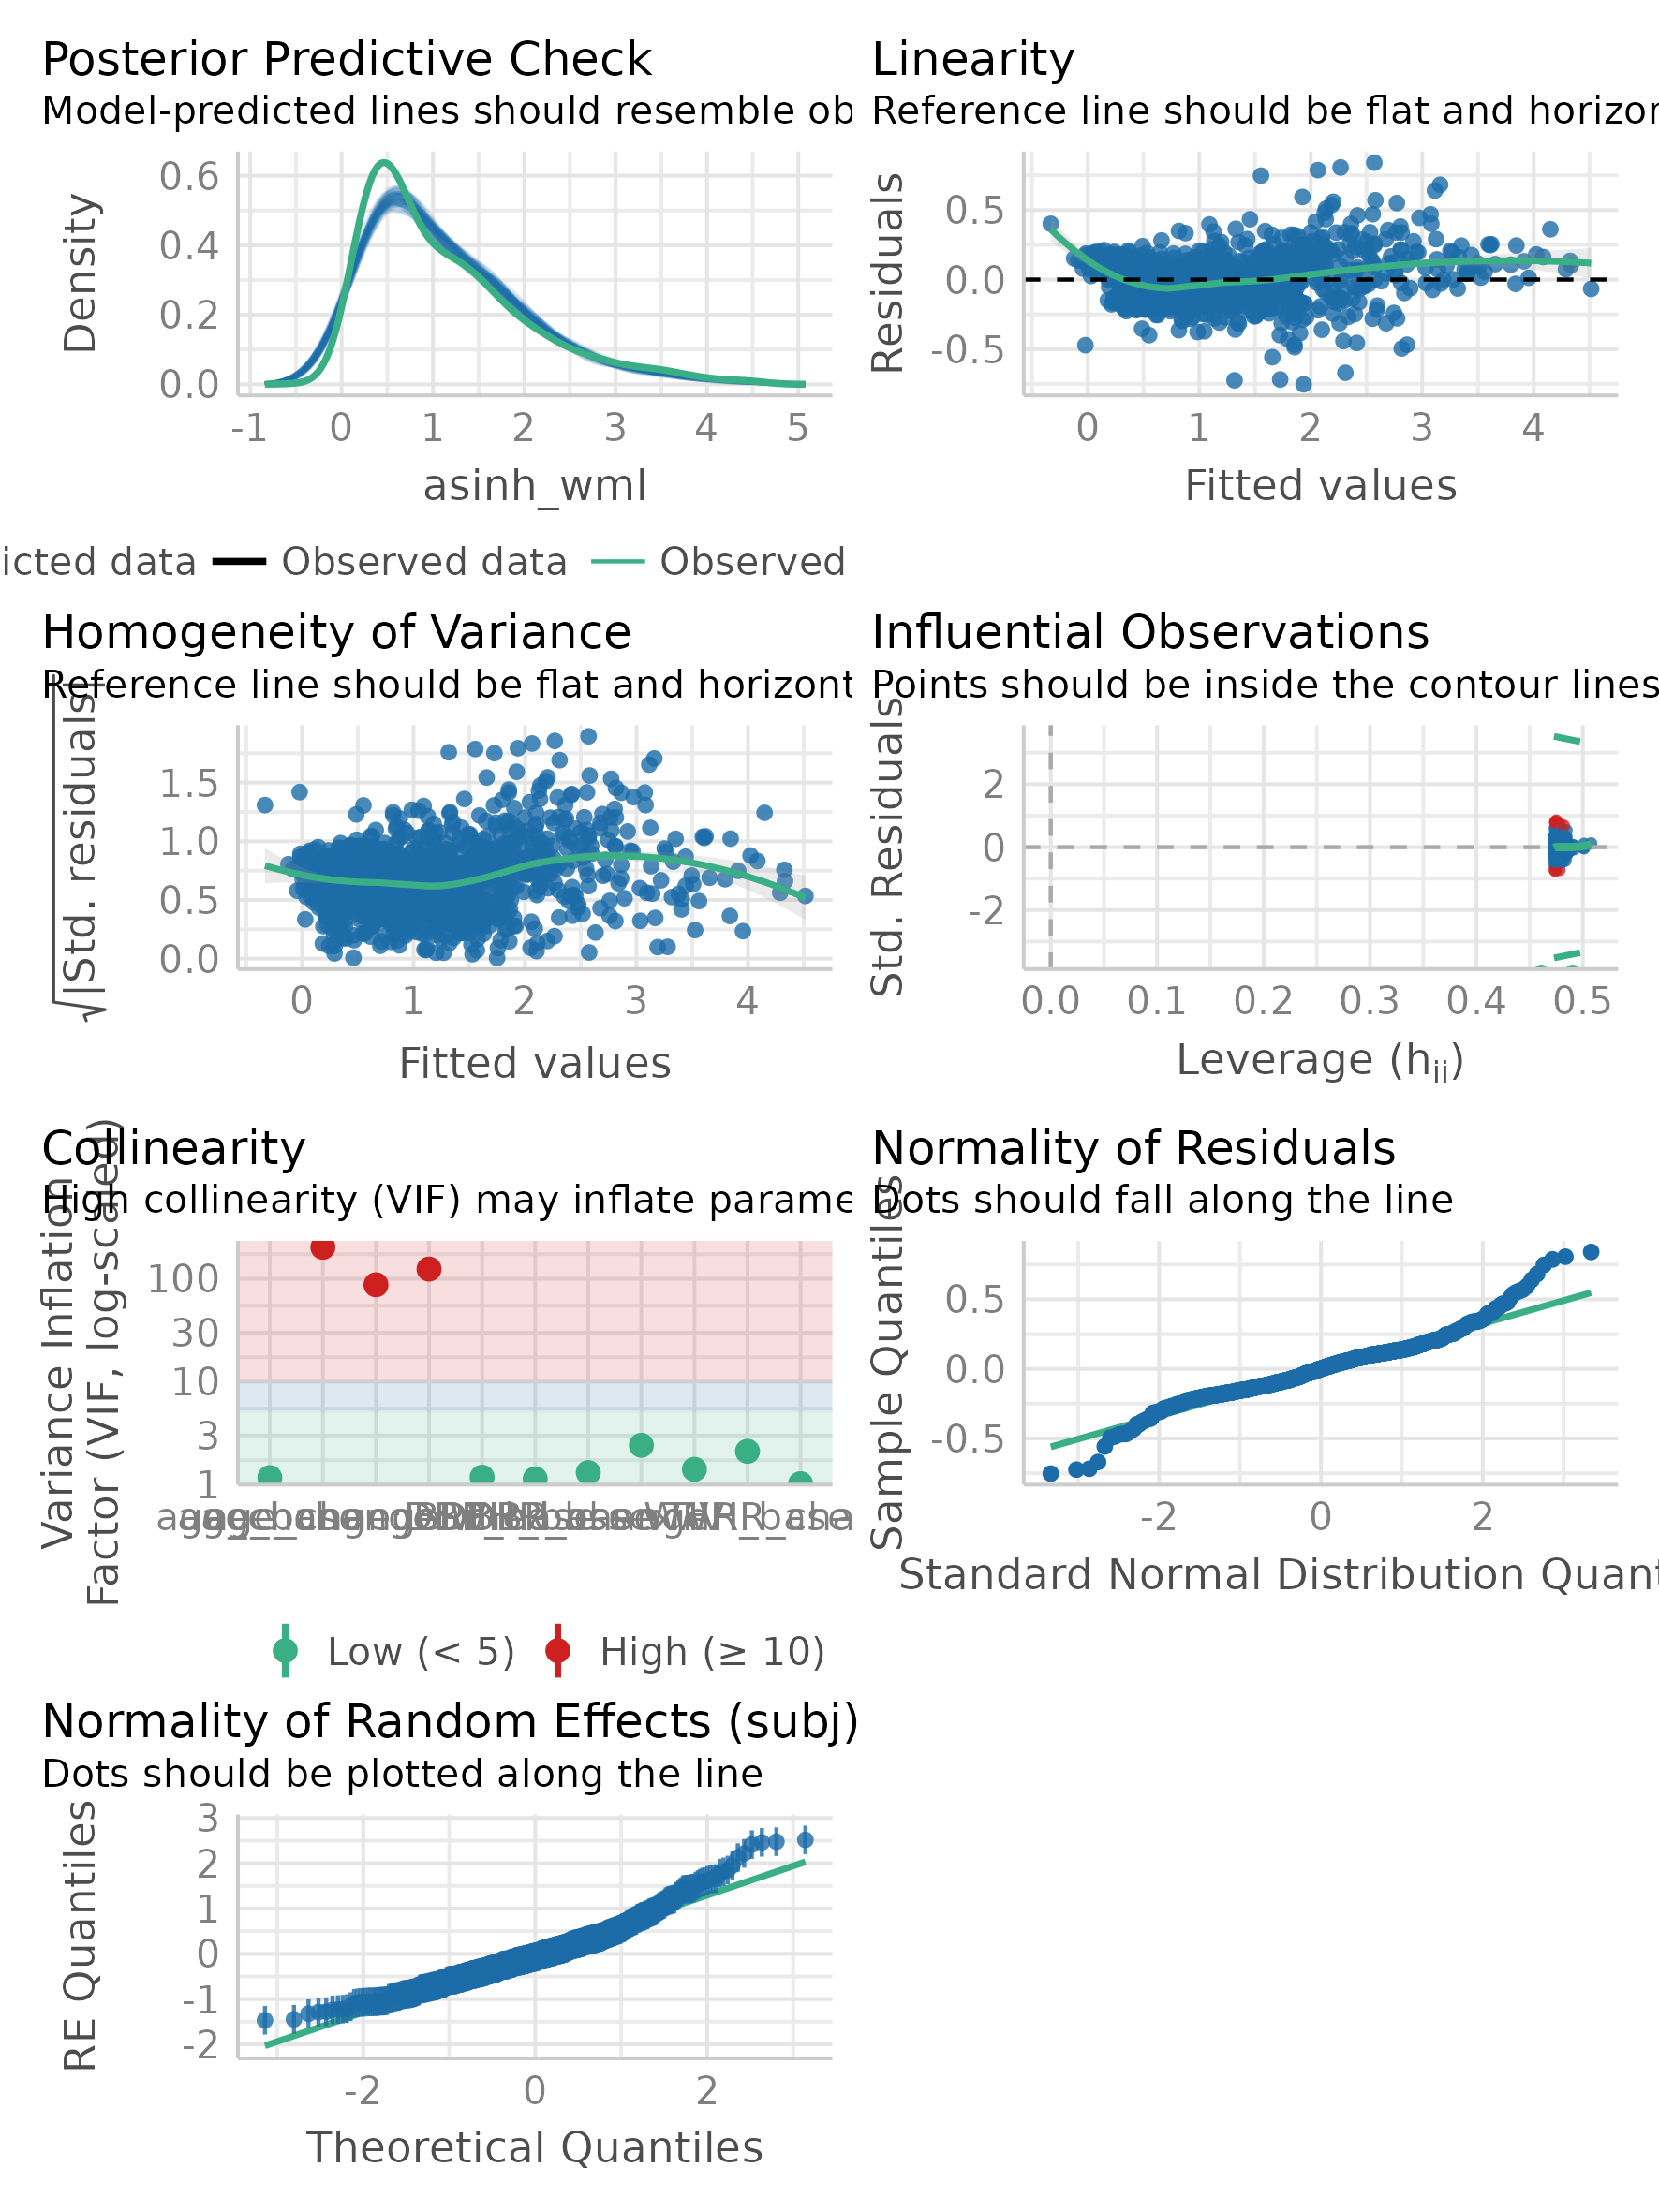 Posterior Predictive Check
Model-predicted lines should resemble ob
Density
0.6
0.4
0.2
0.0
-1 0 1 2 3 4 5
asinh_wml
icted data Observed data Observed
Linearity
Reference line should be flat and horizon
Residuals
0.5
0.0
-0.5
0 1 2 3 4
Fitted values
Homogeneity of Variance
Reference line should be flat and horizont
√|Std. residuals|
1.5
1.0
0.5
0.0
0 1 2 3 4
Fitted values
Influential Observations
Points should be inside the contour lines
Std. Residuals
2
0
-2
0.0 0.1 0.2 0.3 0.4 0.5
Leverage (hii)
Collinearity
High collinearity (VIF) may inflate parame
Variance Inflation
Factor (VIF, log-scaled)
100
30
10
3
1
Low (< 5) High (≥ 10)
Normality of Residuals
Dots should fall along the line
Sample Quantiles
0.5
0.0
-0.5
-2 0 2
Standard Normal Distribution Quant
Normality of Random Effects (subj)
Dots should be plotted along the line
RE Quantiles
3
2
1
0
-1
-2
-2 0 2
Theoretical Quantiles